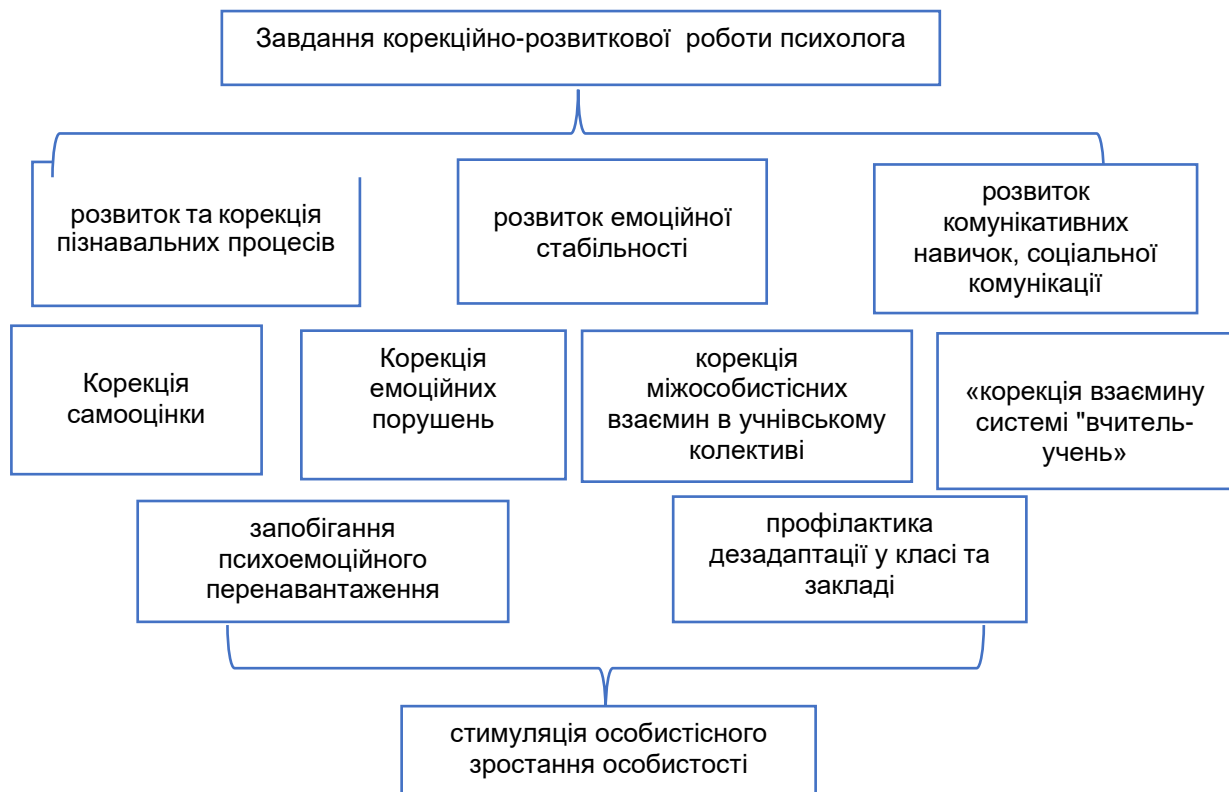 Завдання корекційно-розвиткової роботи психолога
розвиток та корекція
пізнавальних процесів
розвиток емоційної
стабільності
розвиток
комунікативних
навичок, соціальної
комунікації
Корекція
самооцінки
Корекція
емоційних
порушень
корекція
міжособистісних
взаємин в учнівському
колективі
«корекція взаємину
системі "вчитель-
учень»
запобігання
психоемоційного
перенавантаження
профілактика
дезадаптації у класі та
закладі
стимуляція особистісного
зростання особистості